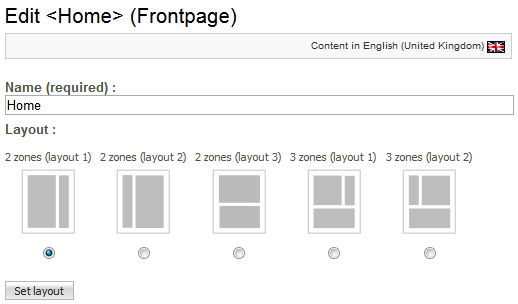 Edit <Home> (Frontpage)
Content in English (United Kingdom)
Name (required) :
Home
Layout :
2 zones (layout 1) 2 zones (layout 2) 2 zones (layout 3) 3 zones (layout 1) 3 zones (layout 2)
Set layout